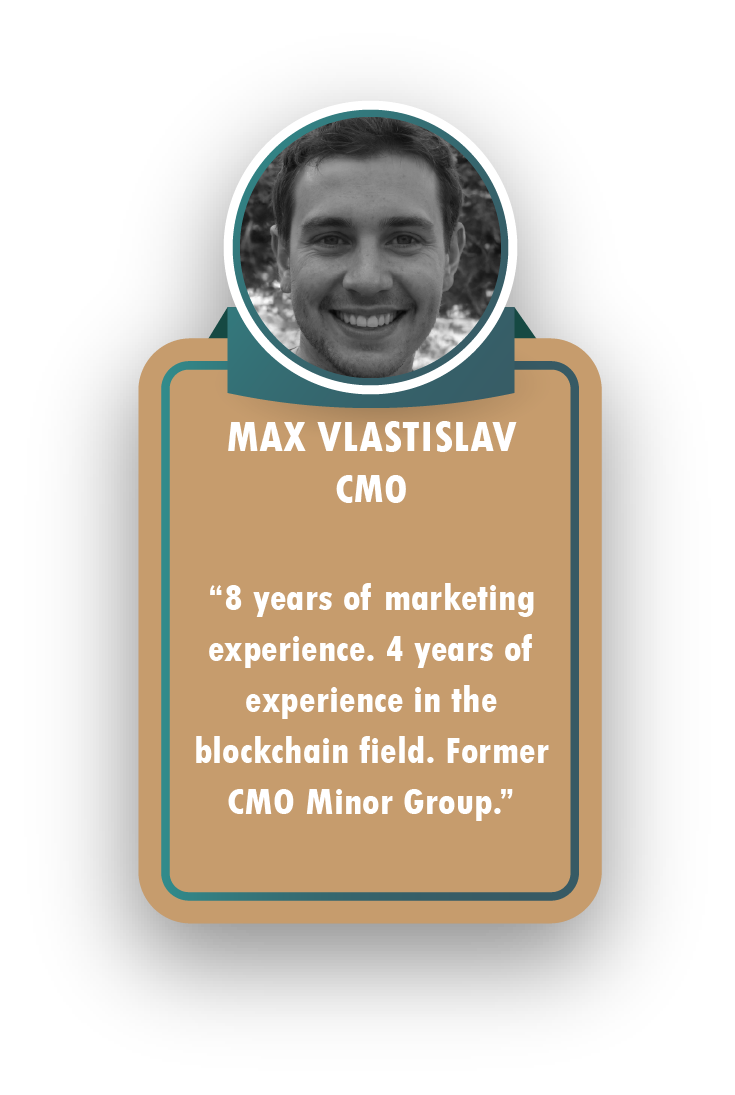 MAX VLASTISLAV
CMO
“8 years of marketing
experience. 4 years of
experience in the
blockchain field. Former
CMO Minor Group.”